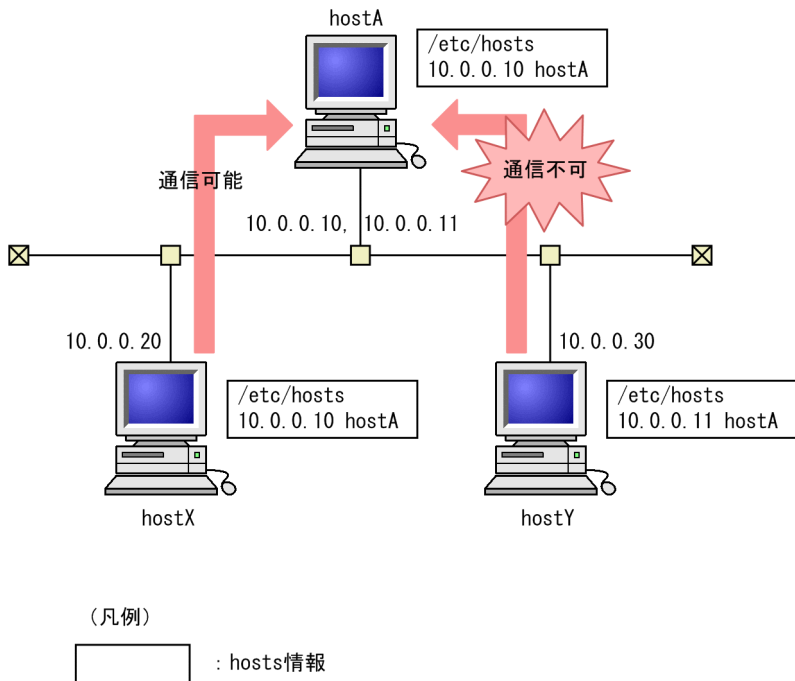 hostA
/etc/hosts
10.0.0.10 hostA
通信可能
通信不可
10.0.0.10, 10.0.0.11
10.0.0.20
10.0.0.30
/etc/hosts
10.0.0.10 hostA
/etc/hosts
10.0.0.11 hostA
hostX
hostY
（凡例）
：hosts情報